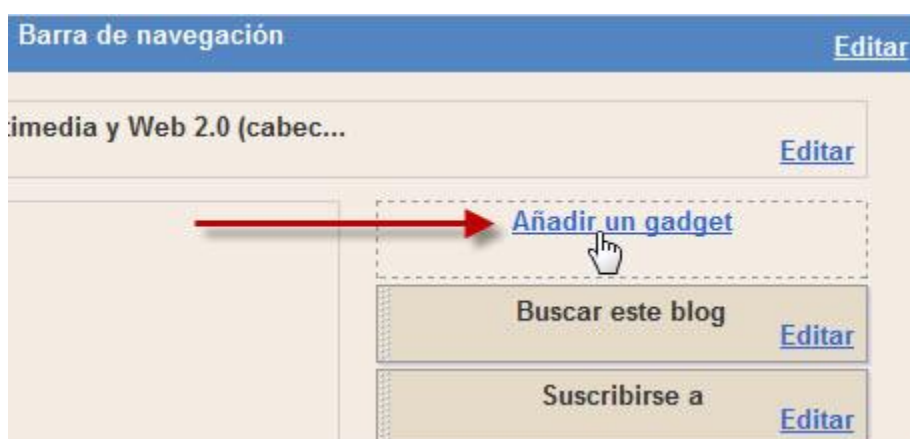 Barra de navegación
Editar
timedia y Web 2.0 (cabec...
Editar
Añadir un gadget
Buscar este blog
Editar
Suscribirse a
Editar